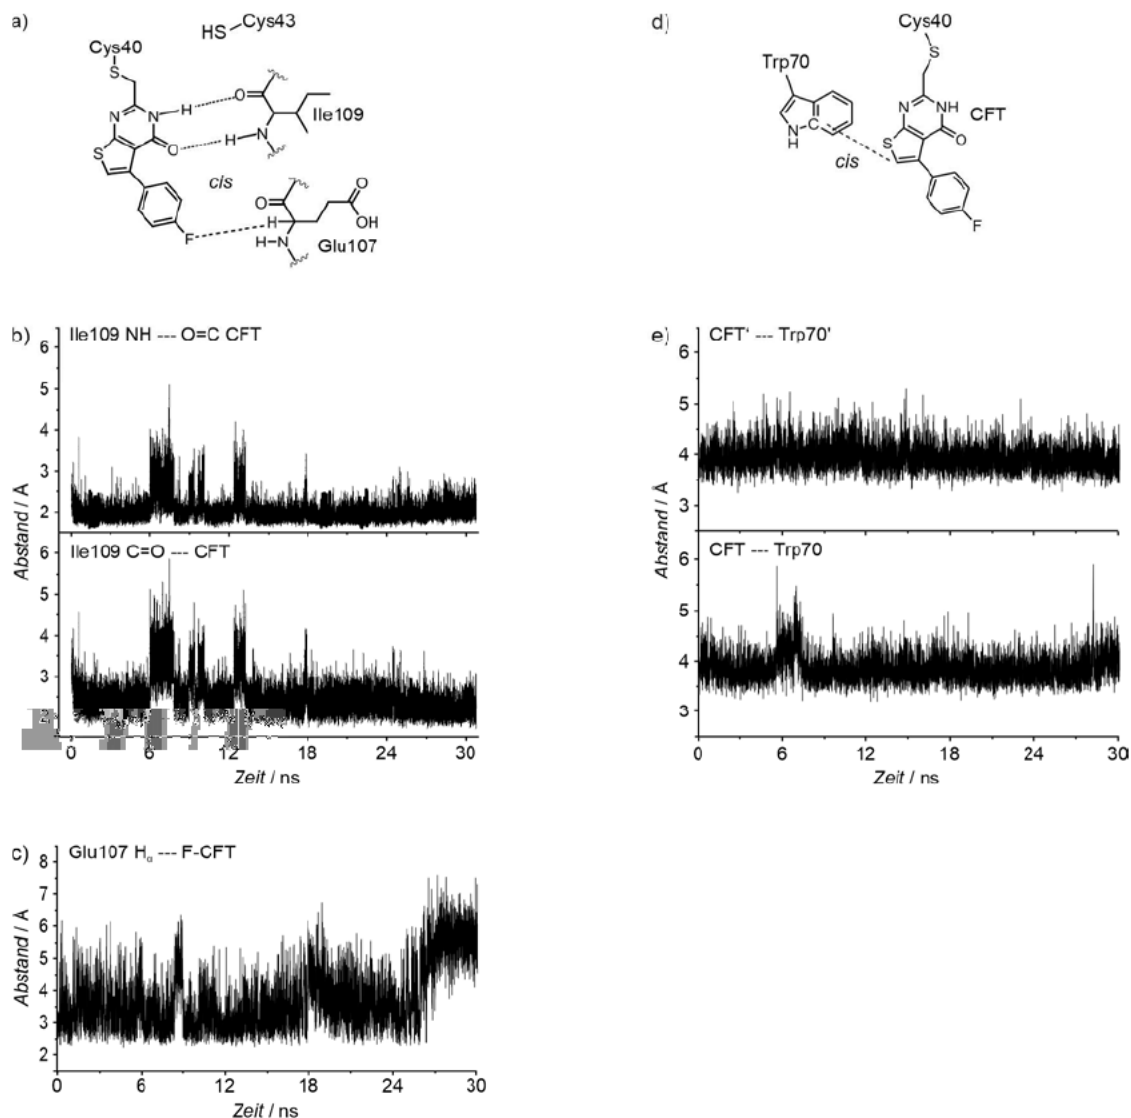 a)
HS Cys43
Cys40
S
N
N
H
O
O
H
N
S
Ile109
cis
F
H
O
O
OH
H-N
Glu107
d)
Cys40
S
Trp70
N
H
C
N
NH
O
S
CFT
cis
F
b)
Ile109 NH --- O=C CFT
6
5
4
3
2
Ile109 C=O --- CFT
6
5
4
3
2
Abstand / Å
0 6 12 18 24 30
Zeit / ns
e)
CFT' --- Trp70'
6
5
4
3
CFT --- Trp70
6
5
4
3
Abstand / Å
0 6 12 18 24 30
Zeit / ns
c)
Glu107 Hα --- F-CFT
8
7
6
5
4
3
2
Abstand / Å
0 6 12 18 24 30
Zeit / ns